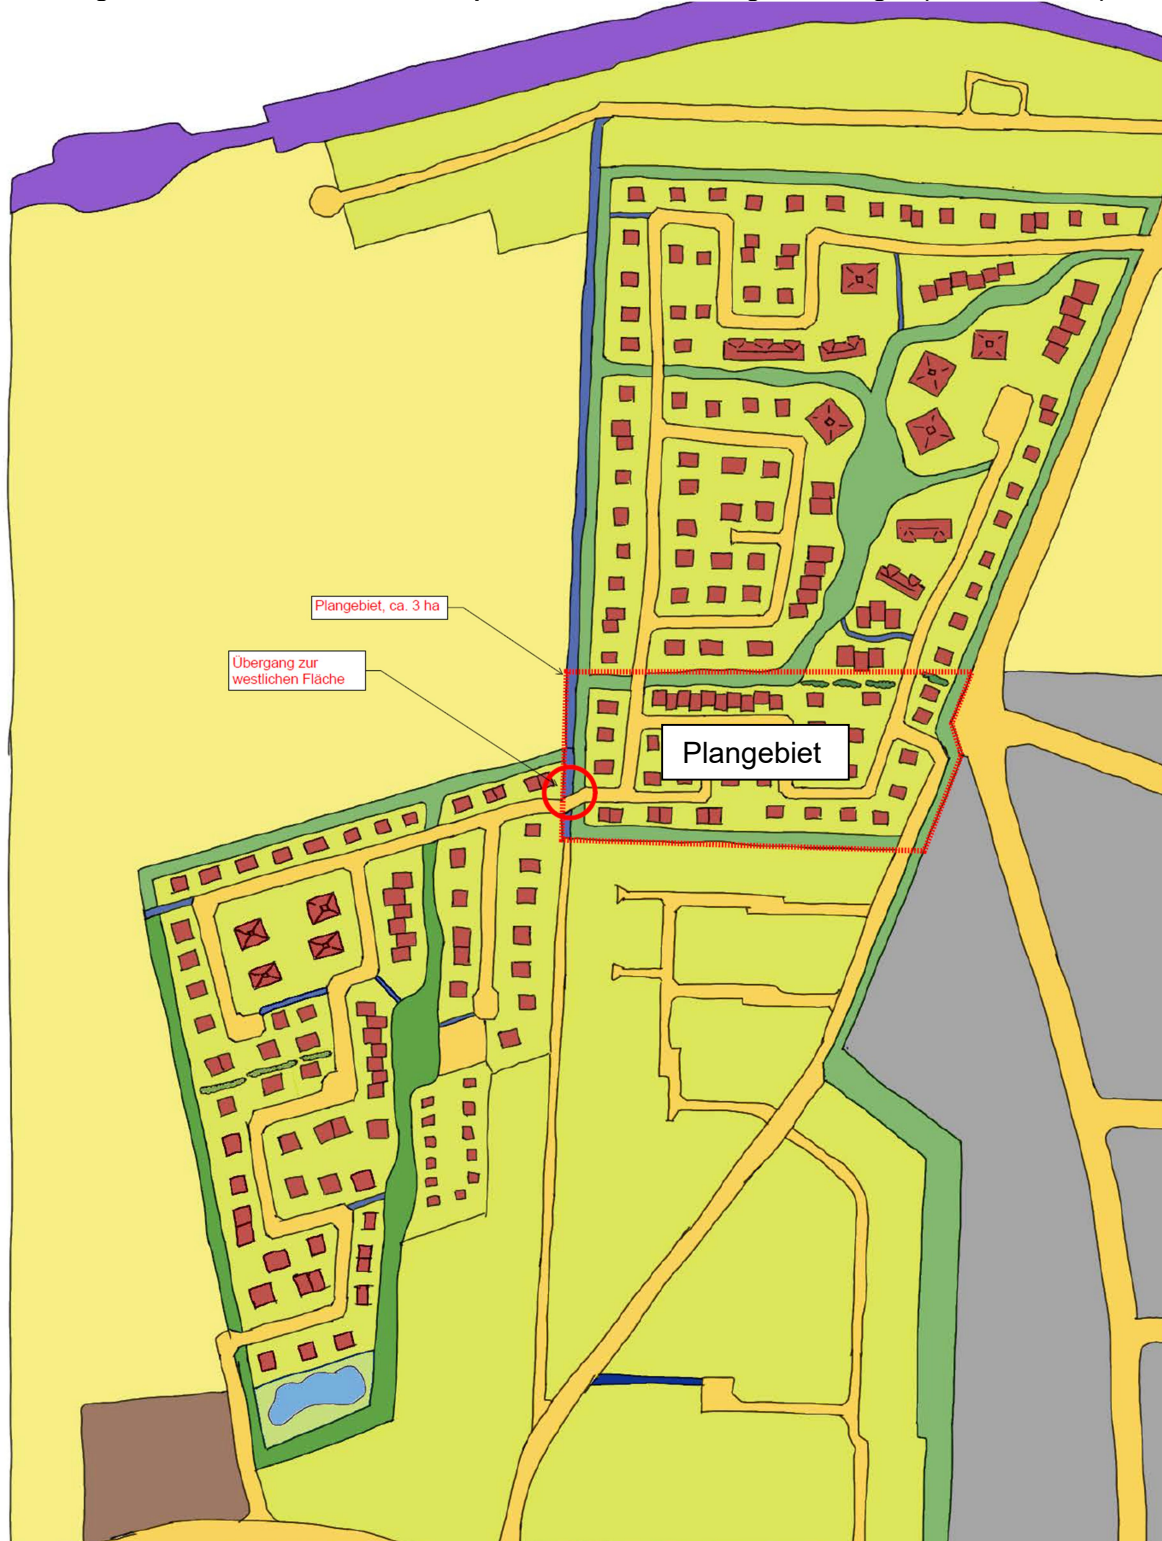 Plangebiet, ca. 3 ha
Übergang zur
westlichen Fläche
Plangebiet